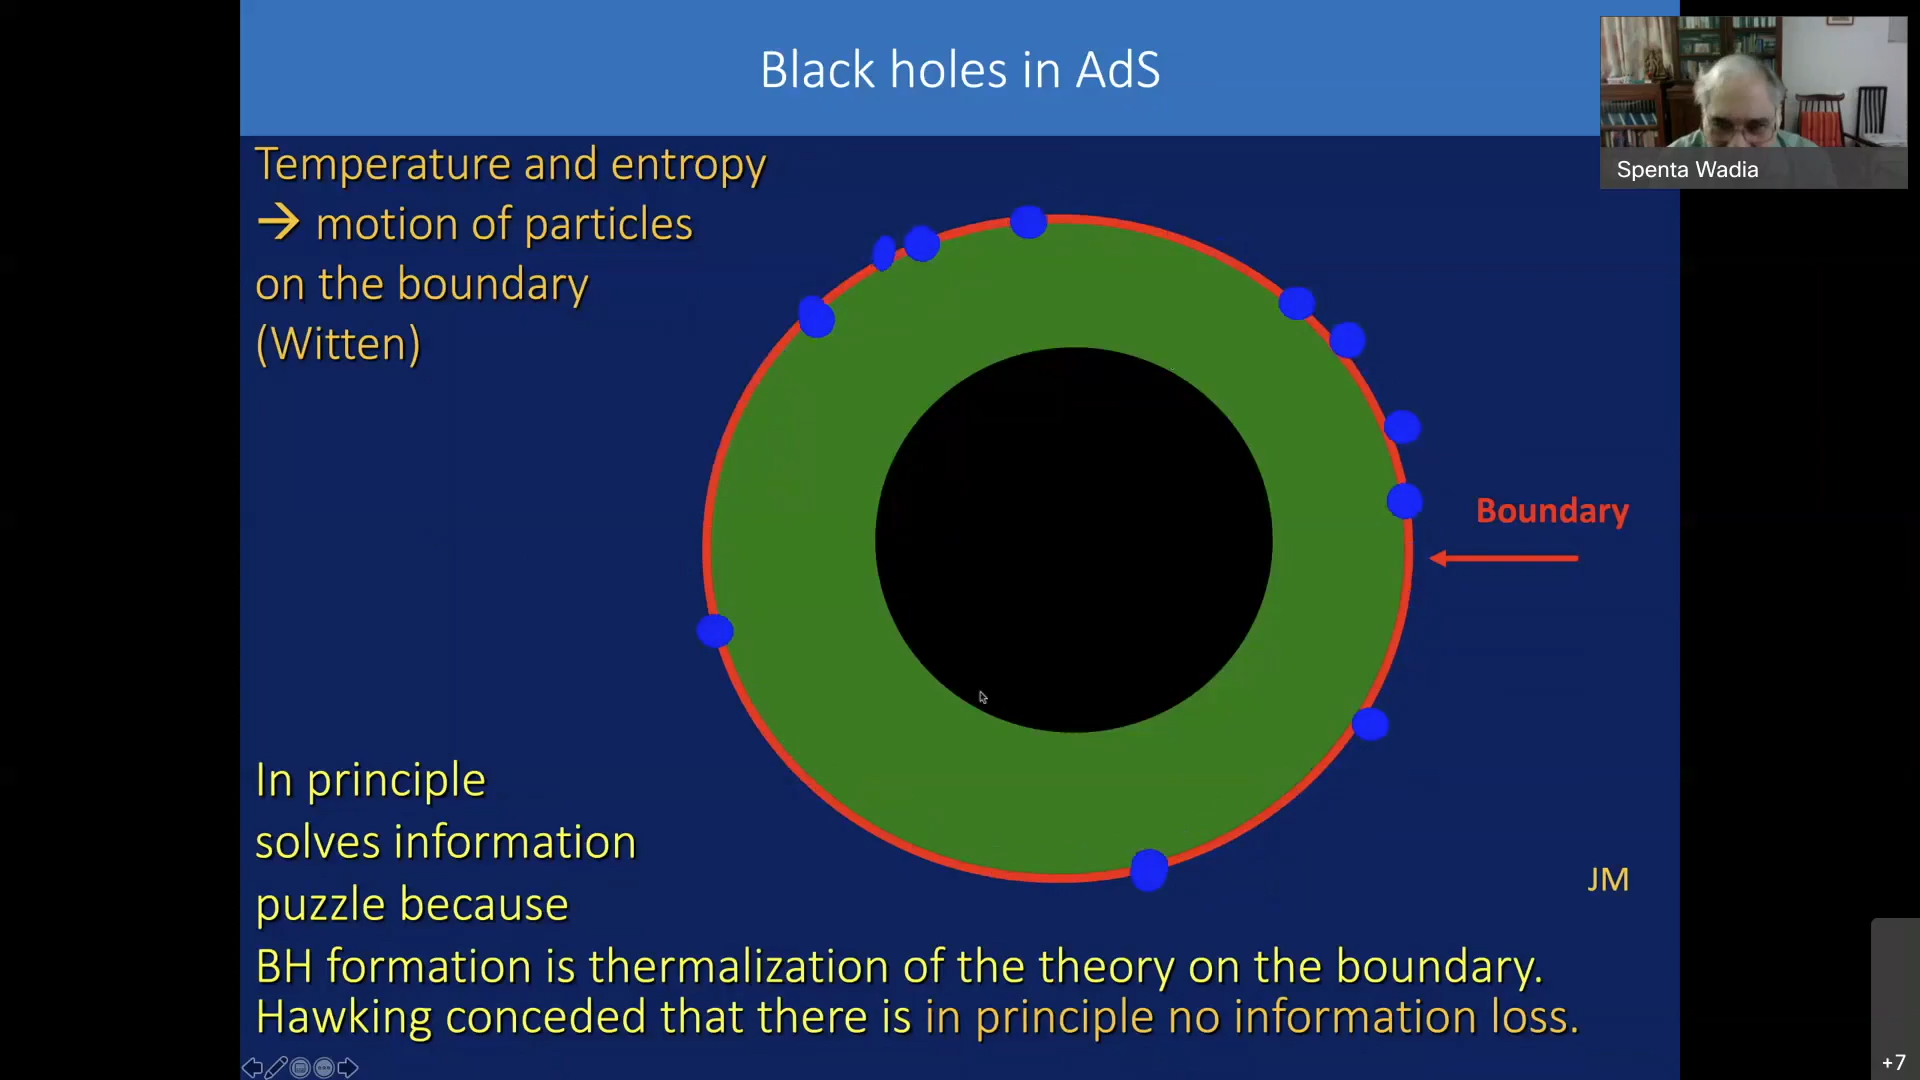 Black holes in AdS
Spenta Wadia
Temperature and entropy
→ motion of particles
on the boundary
(Witten)
Boundary
In principle
solves information
puzzle because
JM
BH formation is thermalization of the theory on the boundary.
Hawking conceded that there is in principle no information loss.
+7